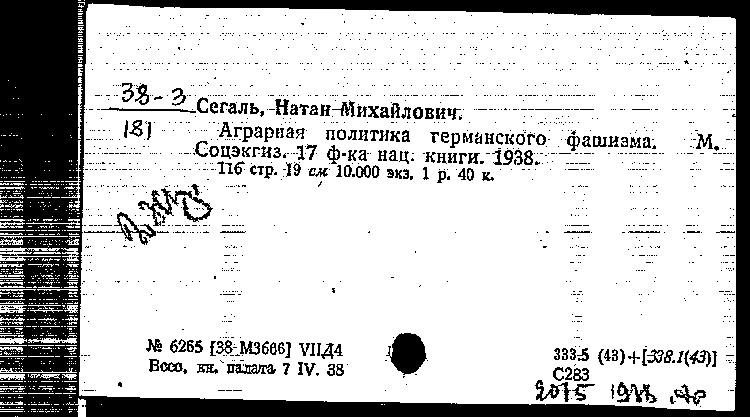 38-3
181
Сегаль, Натан Михайлович.
Аграрная политика германского фашизма. М.
Соцэкгиз. 17 ф-ка нац. книги. 1938.
116 стр. 19 см 10.000 экз. 1 р. 40 к.
№ 6265 [38-М3666] VIIД4
Всес. кн. палата 7 IV. 38
333.5 (43)+[338.1(43)]
С283
2015